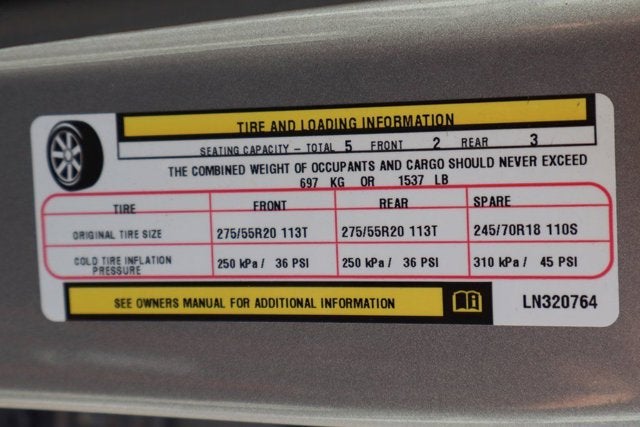 TIRE AND LOADING INFORMATION
SEATING CAPACITY - TOTAL 5 FRONT 2 REAR 3
THE COMBINED WEIGHT OF OCCUPANTS AND CARGO SHOULD NEVER EXCEED
697 KG OR 1537 LB
TIRE FRONT REAR SPARE
ORIGINAL TIRE SIZE 275/55R20 113T 275/55R20 113T 245/70R18 110S
COLD TIRE INFLATION PRESSURE 250 kPa / 36 PSI 250 kPa / 36 PSI 310 kPa / 45 PSI
SEE OWNERS MANUAL FOR ADDITIONAL INFORMATION LN320764